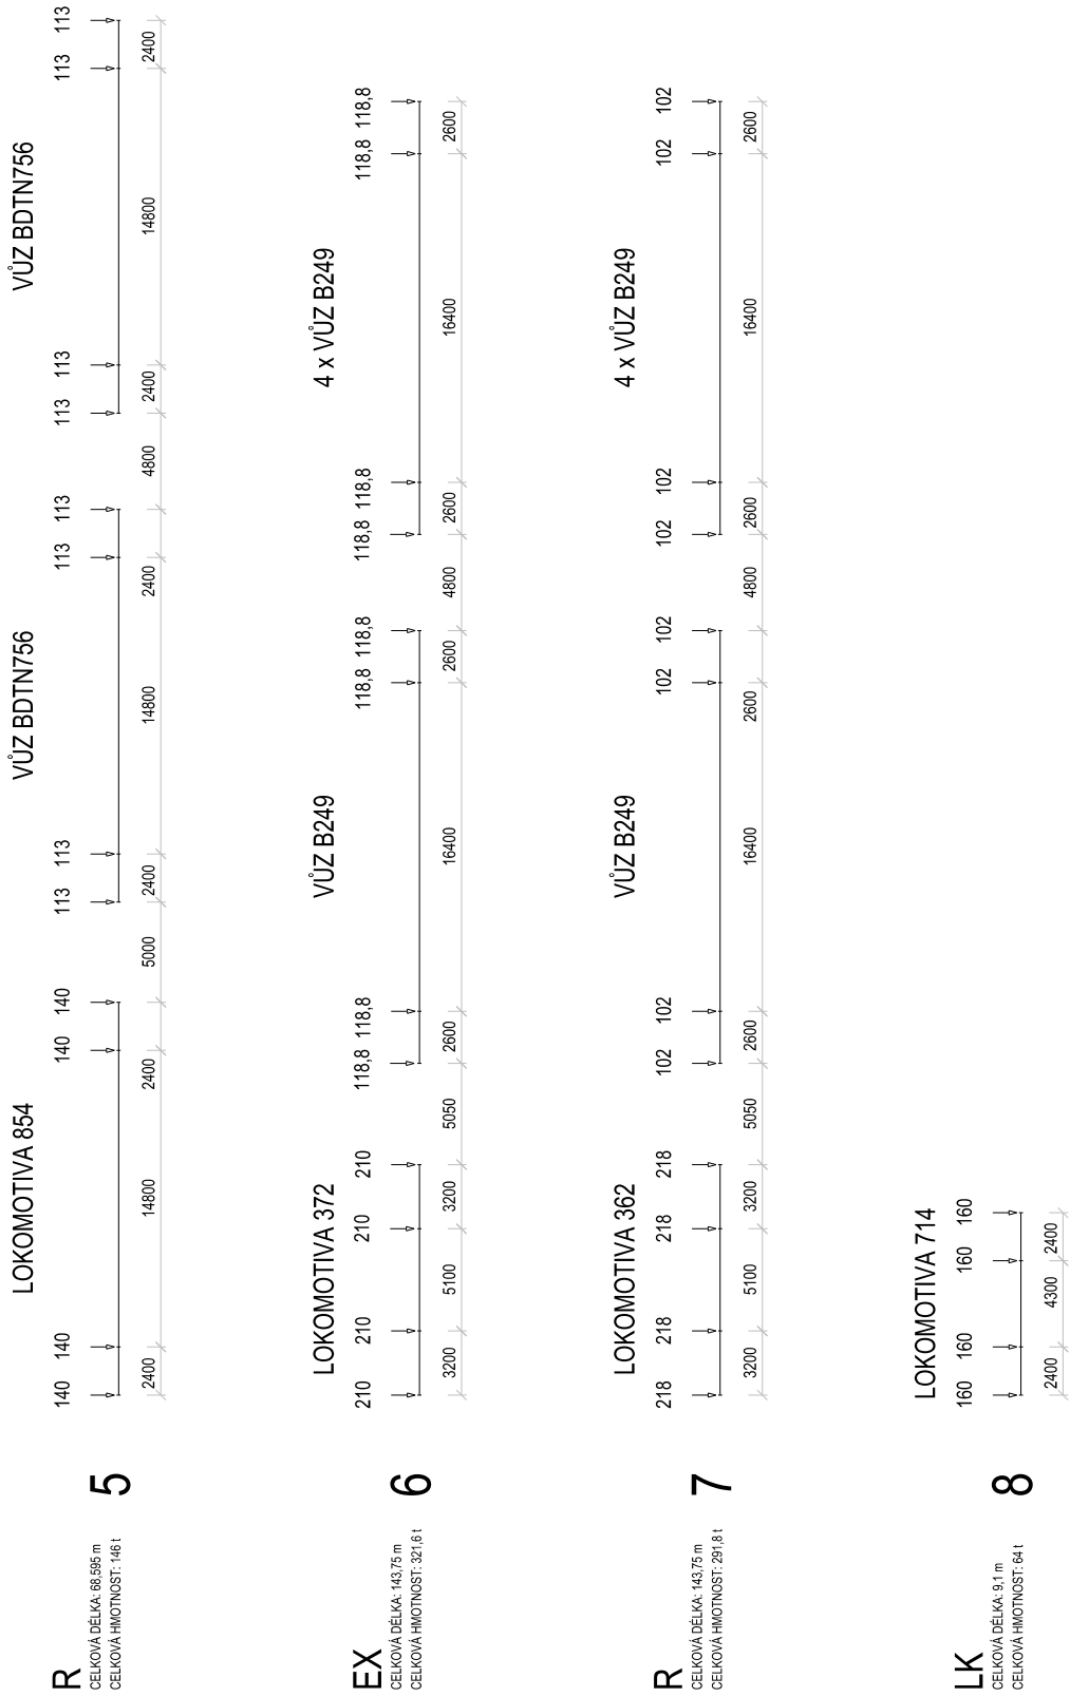 R
CELKOVÁ DÉLKA: 68,595 m
CELKOVÁ HMOTNOST: 146 t
5
LOKOMOTIVA 854
VŮZ BDTN756
VŮZ BDTN756
140 140 140 140 113 113 113 113 113 113 113 113
2400 14800 2400 5000 2400 14800 2400 4800 2400 14800 2400
EX
CELKOVÁ DÉLKA: 143,75 m
CELKOVÁ HMOTNOST: 321,6 t
6
LOKOMOTIVA 372
VŮZ B249
4 x VŮZ B249
210 210 210 210 118,8 118,8 118,8 118,8 118,8 118,8 118,8 118,8
3200 5100 3200 5050 2600 16400 2600 4800 2600 16400 2600
R
CELKOVÁ DÉLKA: 143,75 m
CELKOVÁ HMOTNOST: 291,8 t
7
LOKOMOTIVA 362
VŮZ B249
4 x VŮZ B249
218 218 218 218 102 102 102 102 102 102 102 102
3200 5100 3200 5050 2600 16400 2600 4800 2600 16400 2600
LK
CELKOVÁ DÉLKA: 9,1 m
CELKOVÁ HMOTNOST: 64 t
8
LOKOMOTIVA 714
160 160 160 160
2400 4300 2400